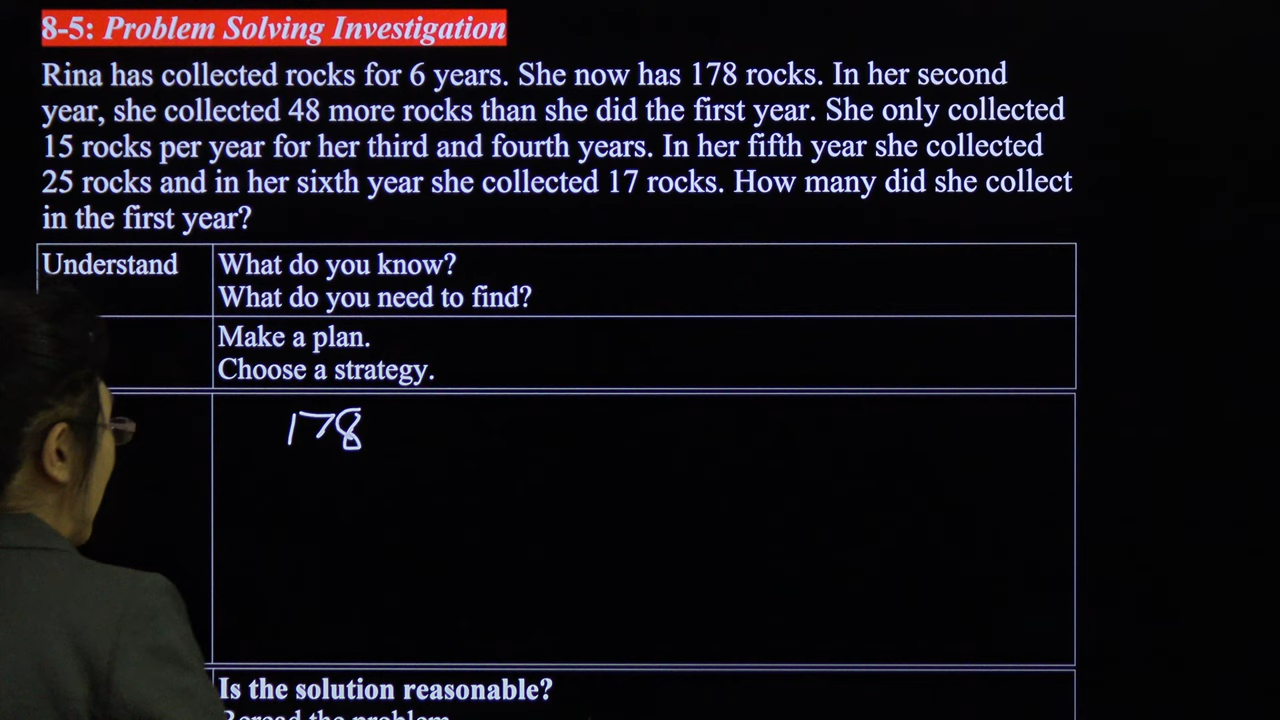 8-5: Problem Solving Investigation
Rina has collected rocks for 6 years. She now has 178 rocks. In her second
year, she collected 48 more rocks than she did the first year. She only collected
15 rocks per year for her third and fourth years. In her fifth year she collected
25 rocks and in her sixth year she collected 17 rocks. How many did she collect
in the first year?
Understand
What do you know?
What do you need to find?
Make a plan.
Choose a strategy.
178
Is the solution reasonable?
Reread the problem.